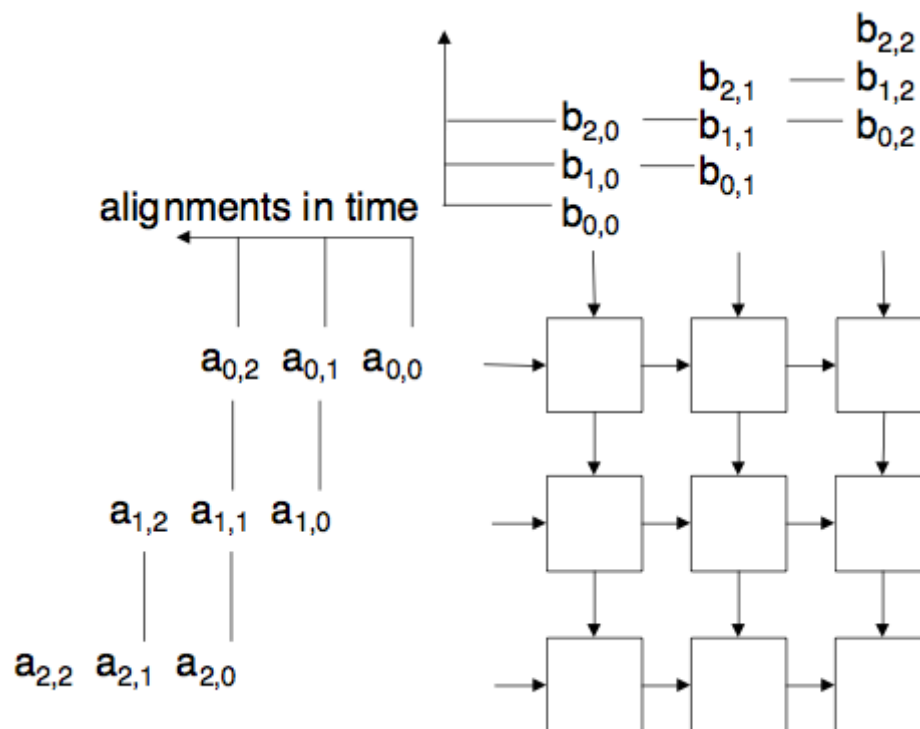 b2,2
b2,1 b1,2
b2,0 b1,1 b0,2
b1,0 b0,1
alignments in time b0,0
a0,2 a0,1 a0,0
a1,2 a1,1 a1,0
a2,2 a2,1 a2,0